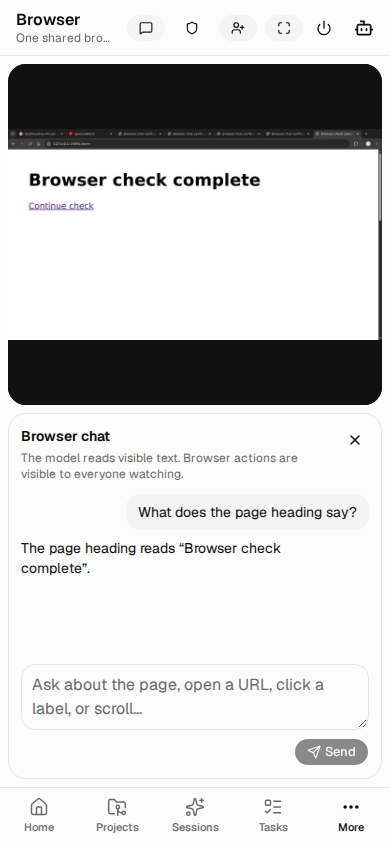 Browser
One shared bro...
Browser check complete
Continue check
Browser chat
The model reads visible text. Browser actions are
visible to everyone watching.
What does the page heading say?
The page heading reads “Browser check
complete”.
Ask about the page, open a URL, click a
label, or scroll...
Send
Home
Projects
Sessions
Tasks
More